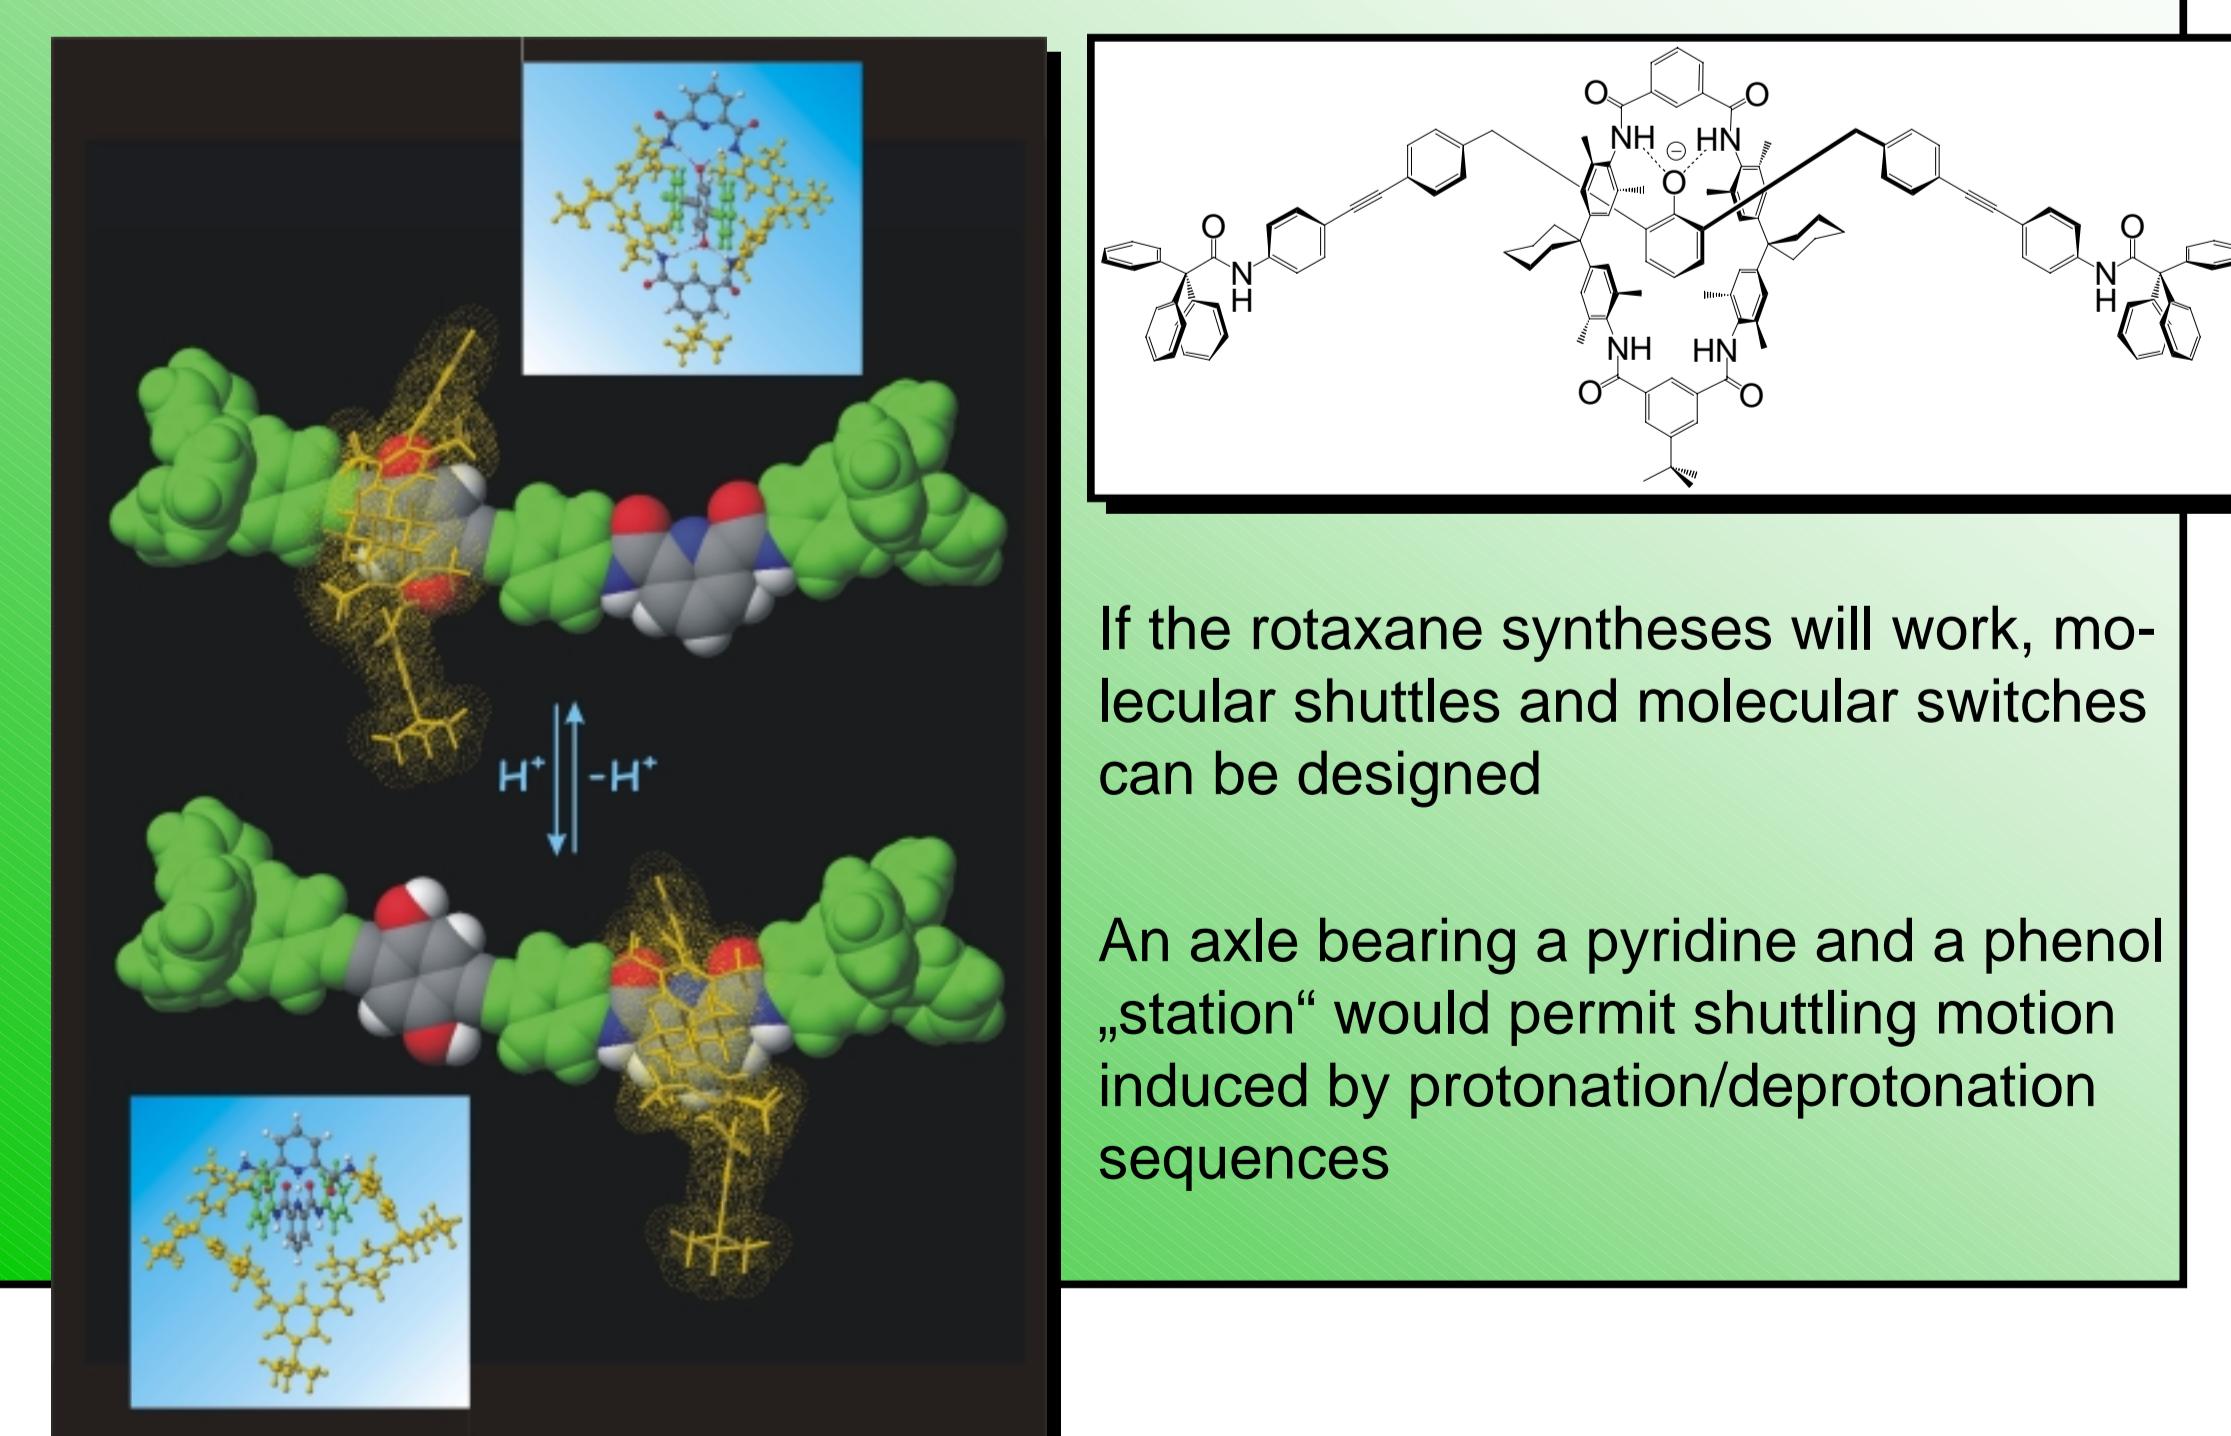 H⁺ -H⁺
O O
NH HN
⊖
O
O O
N N
H H
NH HN
O O
If the rotaxane syntheses will work, mo-
lecular shuttles and molecular switches
can be designed
An axle bearing a pyridine and a phenol
„station“ would permit shuttling motion
induced by protonation/deprotonation
sequences